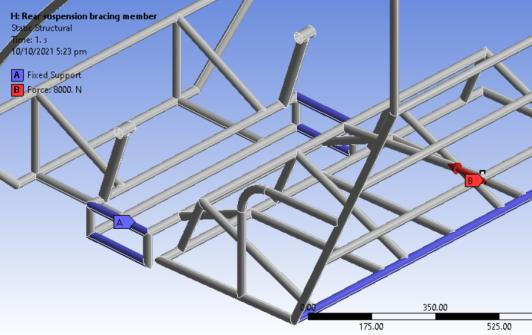 H: Rear suspension bracing member
Static Structural
Time: 1. s
10/10/2021 5:23 pm
A Fixed Support
B Force: 8000. N
A
B
0.00 350.00
175.00 525.00